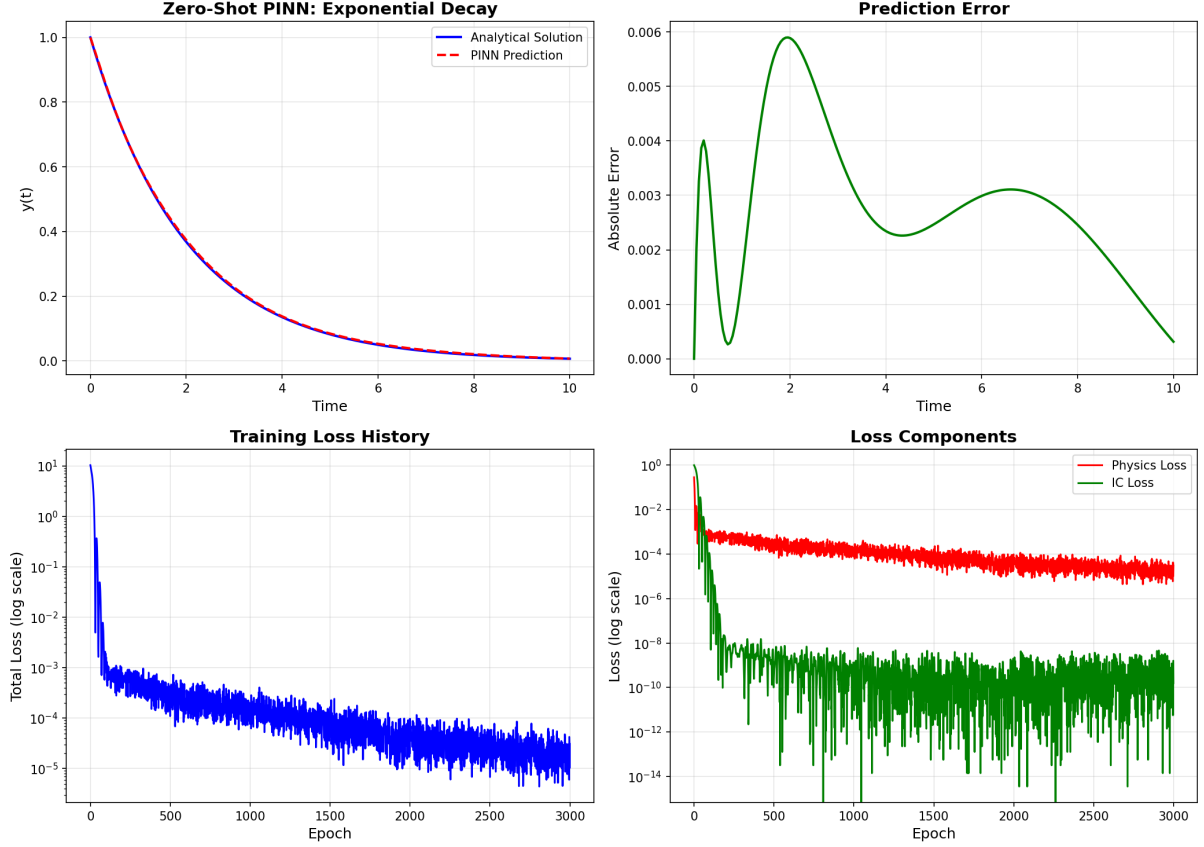 Zero-Shot PINN: Exponential Decay
Analytical Solution
PINN Prediction
y(t)
1.0
0.8
0.6
0.4
0.2
0.0
0 2 4 6 8 10
Time
Prediction Error
Absolute Error
0.006
0.005
0.004
0.003
0.002
0.001
0.000
0 2 4 6 8 10
Time
Training Loss History
Total Loss (log scale)
10¹
10⁰
10⁻¹
10⁻²
10⁻³
10⁻⁴
10⁻⁵
0 500 1000 1500 2000 2500 3000
Epoch
Loss Components
Physics Loss
IC Loss
Loss (log scale)
10⁰
10⁻²
10⁻⁴
10⁻⁶
10⁻⁸
10⁻¹⁰
10⁻¹²
10⁻¹⁴
0 500 1000 1500 2000 2500 3000
Epoch